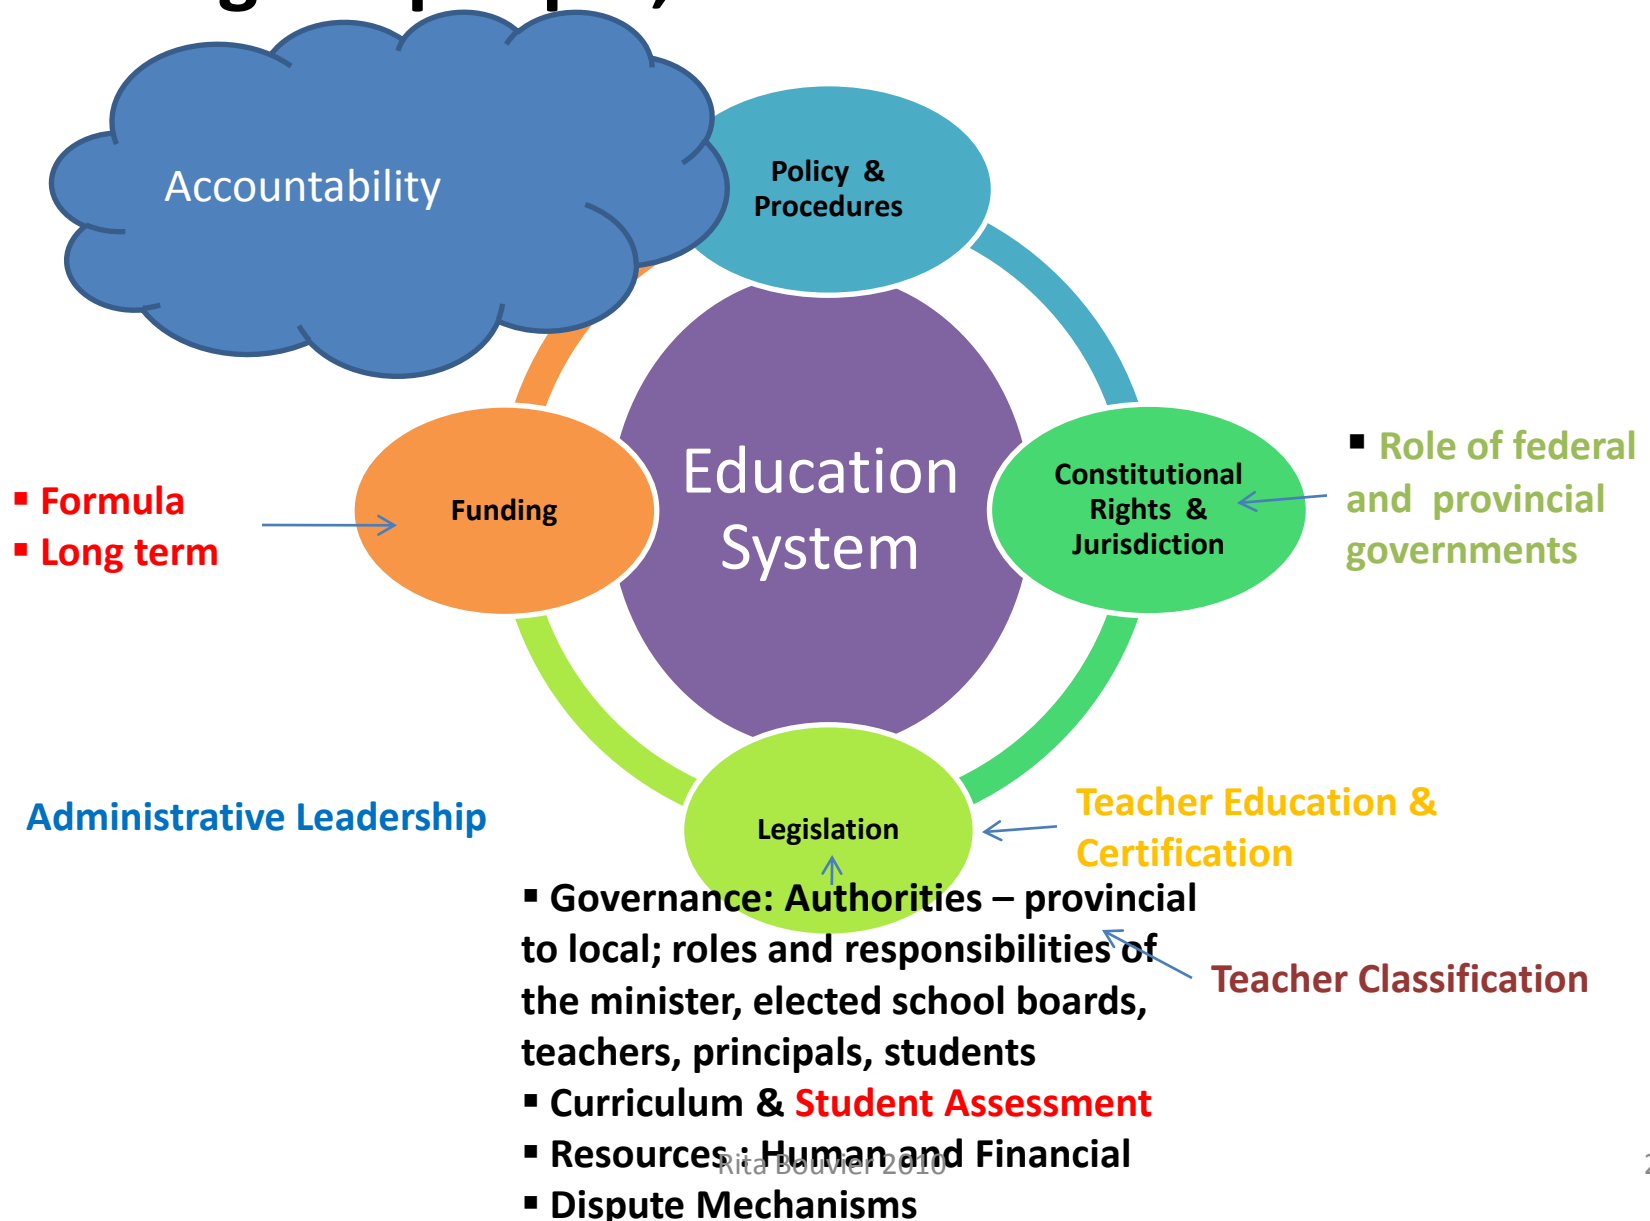 Accountability
Policy &
Procedures
Education
System
Funding
Constitutional
Rights &
Jurisdiction
▪ Role of federal
and provincial
governments
▪ Formula
▪ Long term
Administrative Leadership
Legislation
Teacher Education &
Certification
▪ Governance: Authorities – provincial
to local; roles and responsibilities of
the minister, elected school boards,
teachers, principals, students
▪ Curriculum & Student Assessment
▪ Resources : Human and Financial
▪ Dispute Mechanisms
Teacher Classification
Rita Bouvier 2010